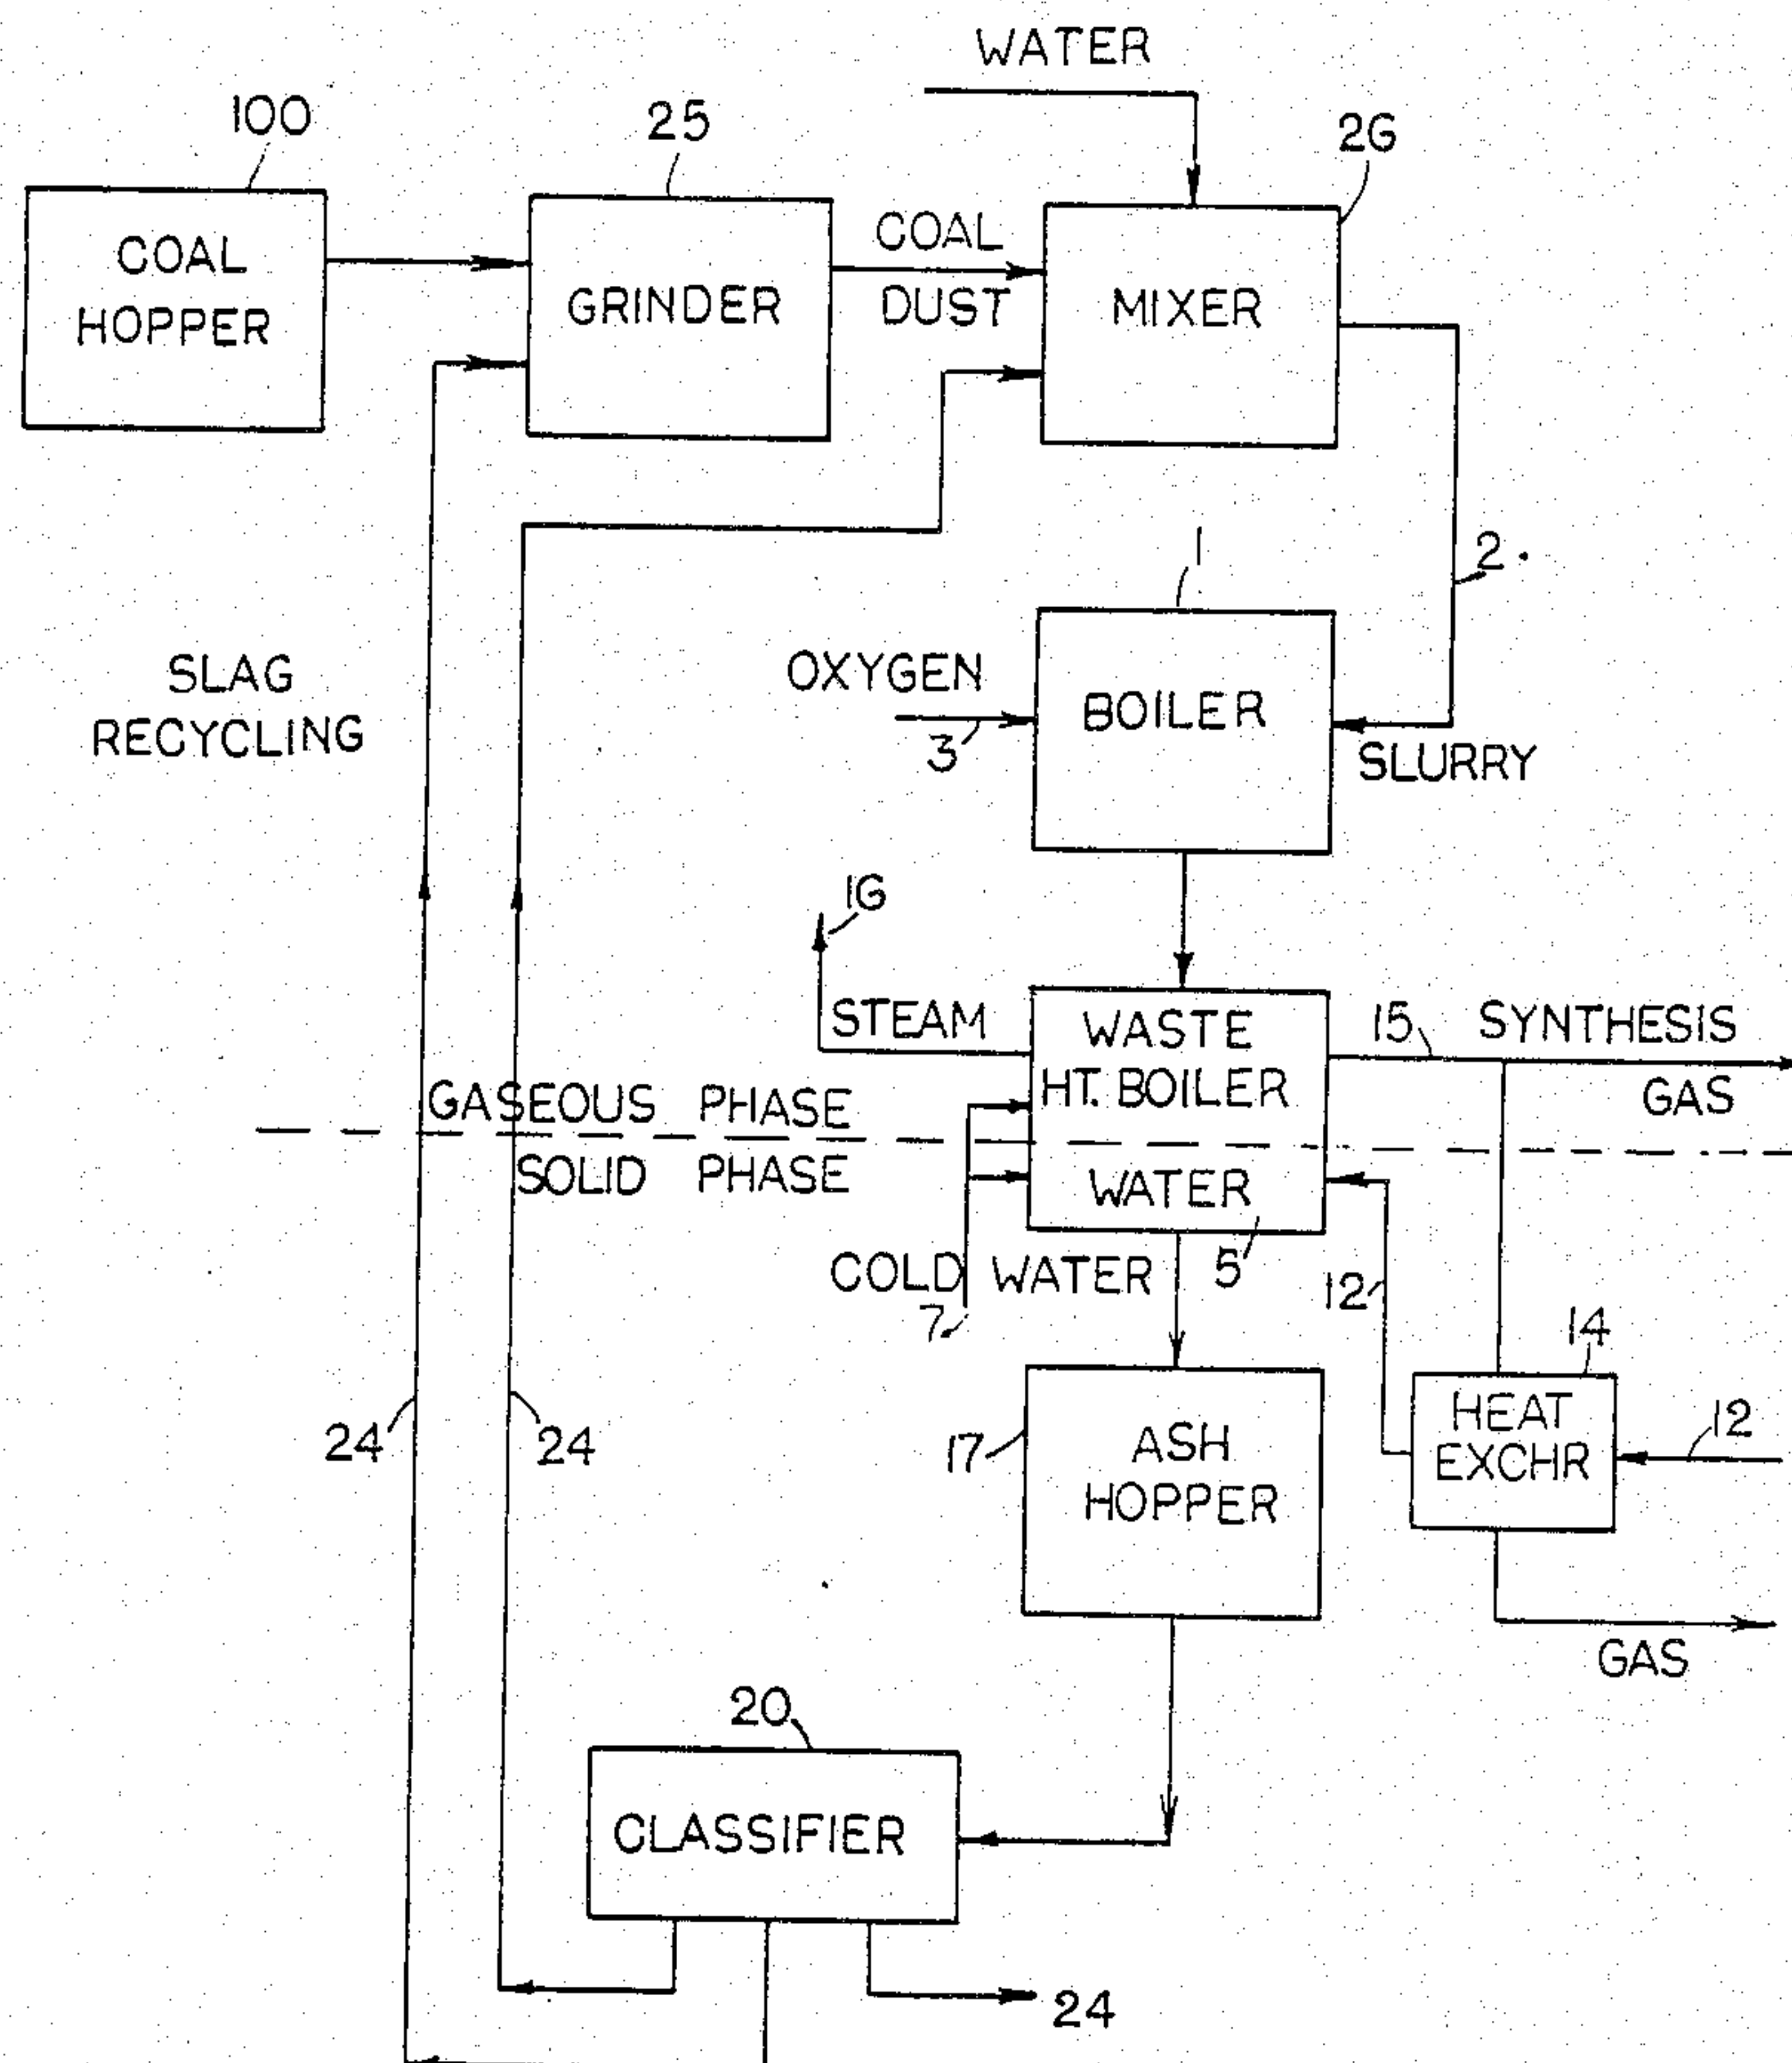 WATER
100
25
26
COAL
HOPPER
GRINDER
COAL
DUST
MIXER
2
1
SLAG
RECYCLING
OXYGEN
3
BOILER
SLURRY
16
STEAM
WASTE
HT. BOILER
15
SYNTHESIS
GAS
GASEOUS PHASE
SOLID PHASE
WATER
5
COLD WATER
7
12
14
HEAT
EXCHR
12
24
24
17
ASH
HOPPER
GAS
20
CLASSIFIER
24